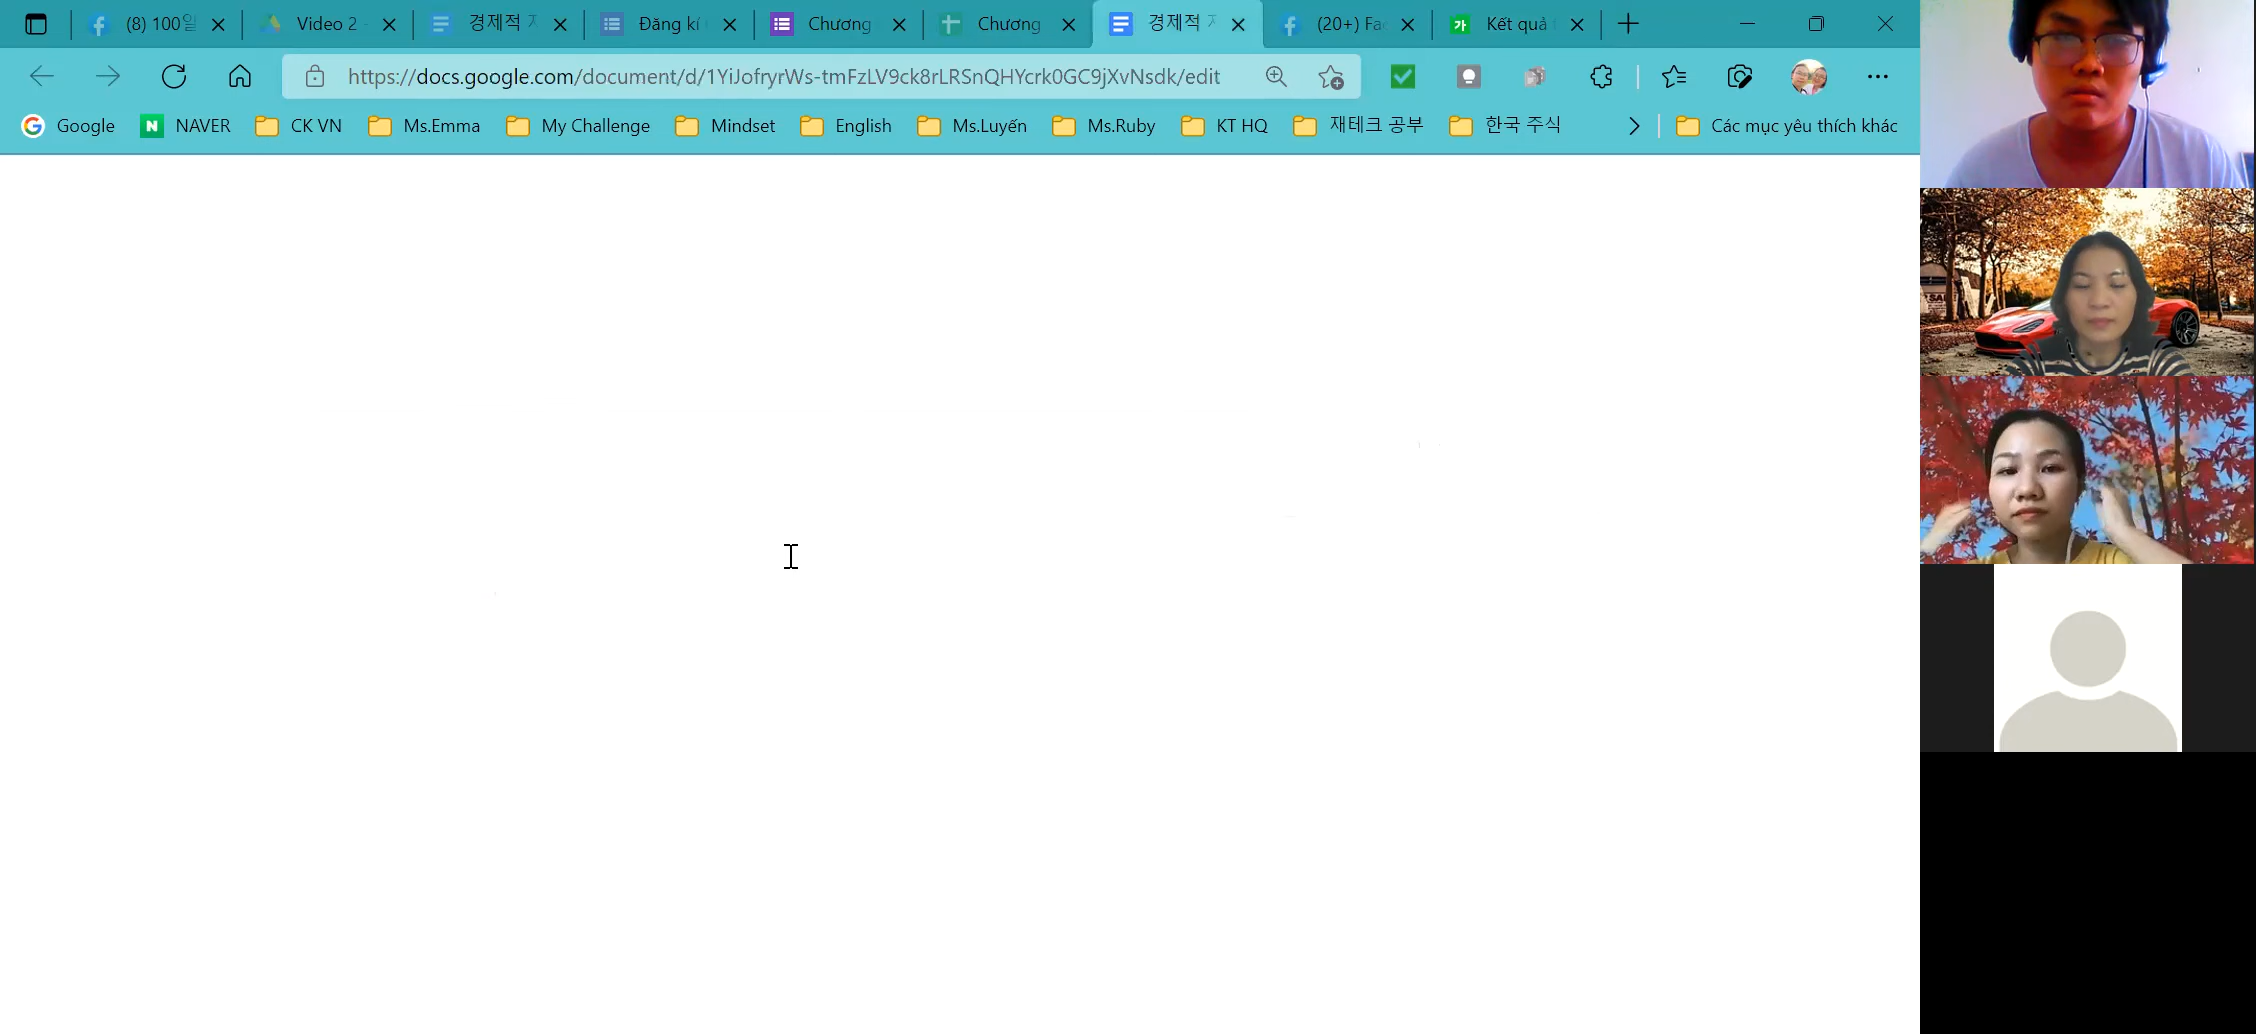 (8) 100일
Video 2 -
경제적
Đăng kí
Chương
Chương
경제적
(20+) Fac
Kết quả t
https://docs.google.com/document/d/1YiJofryrWs-tmFzLV9ck8rLRSnQHYcrk0GC9jXvNsdk/edit
Google
N NAVER
CK VN
Ms.Emma
My Challenge
Mindset
English
Ms.Luyến
Ms.Ruby
KT HQ
재테크 공부
한국 주식
Các mục yêu thích khác